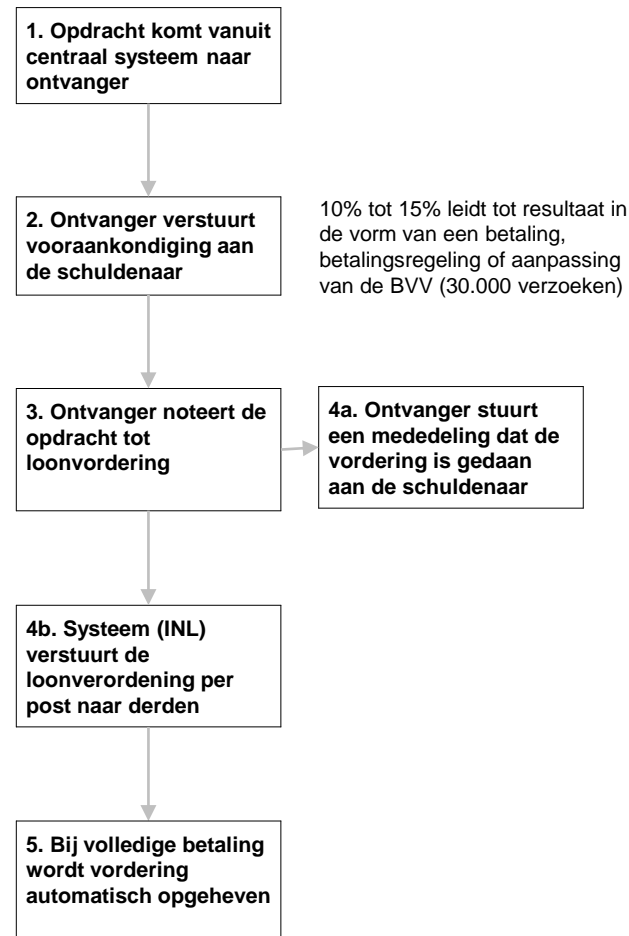 1. Opdracht komt vanuit
centraal systeem naar
ontvanger
2. Ontvanger verstuurt
vooraankondiging aan
de schuldenaar
10% tot 15% leidt tot resultaat in
de vorm van een betaling,
betalingsregeling of aanpassing
van de BVV (30.000 verzoeken)
3. Ontvanger noteert de
opdracht tot
loonvordering
4a. Ontvanger stuurt
een mededeling dat de
vordering is gedaan
aan de schuldenaar
4b. Systeem (INL)
verstuurt de
loonverordening per
post naar derden
5. Bij volledige betaling
wordt vordering
automatisch opgeheven